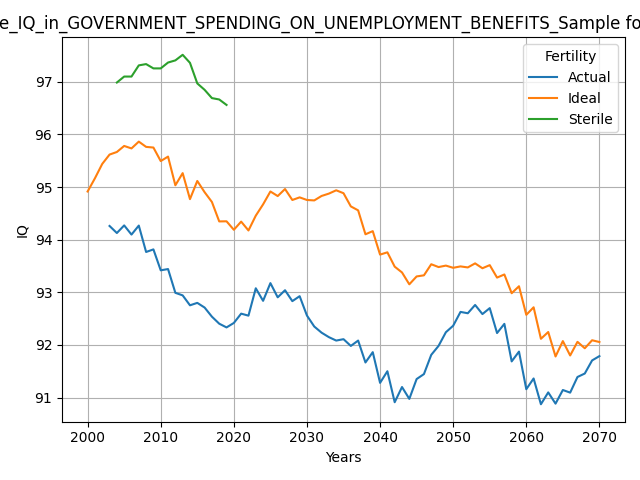 e_IQ_in_GOVERNMENT_SPENDING_ON_UNEMPLOYMENT_BENEFITS_Sample fo
Fertility
Actual
Ideal
Sterile
97
96
95
94
93
92
91
IQ
2000 2010 2020 2030 2040 2050 2060 2070
Years